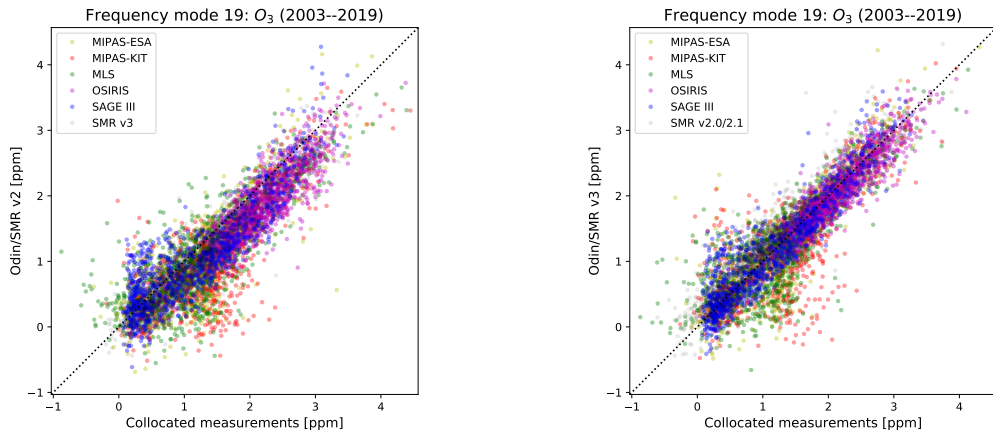 Frequency mode 19: O3 (2003--2019)
MIPAS-ESA
MIPAS-KIT
MLS
OSIRIS
SAGE III
SMR v3
4
3
2
1
0
−1
Odin/SMR v2 [ppm]
−1 0 1 2 3 4
Collocated measurements [ppm]
Frequency mode 19: O3 (2003--2019)
MIPAS-ESA
MIPAS-KIT
MLS
OSIRIS
SAGE III
SMR v2.0/2.1
4
3
2
1
0
−1
Odin/SMR v3 [ppm]
−1 0 1 2 3 4
Collocated measurements [ppm]